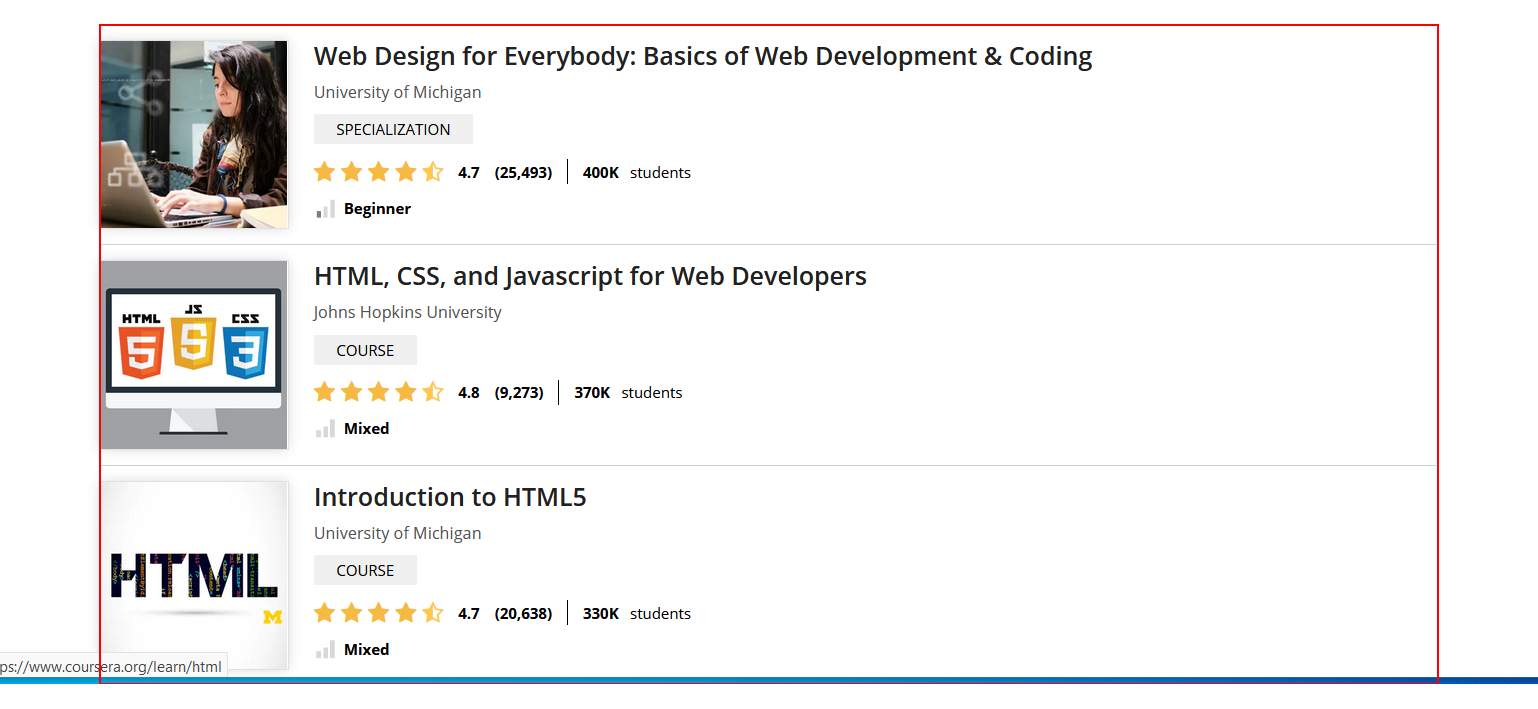 Web Design for Everybody: Basics of Web Development & Coding
University of Michigan
SPECIALIZATION
4.7 (25,493) 400K students
Beginner
HTML, CSS, and Javascript for Web Developers
Johns Hopkins University
COURSE
4.8 (9,273) 370K students
Mixed
HTML JS CSS
5 5 3
Introduction to HTML5
University of Michigan
COURSE
4.7 (20,638) 330K students
Mixed
HTML
M
ps://www.coursera.org/learn/html